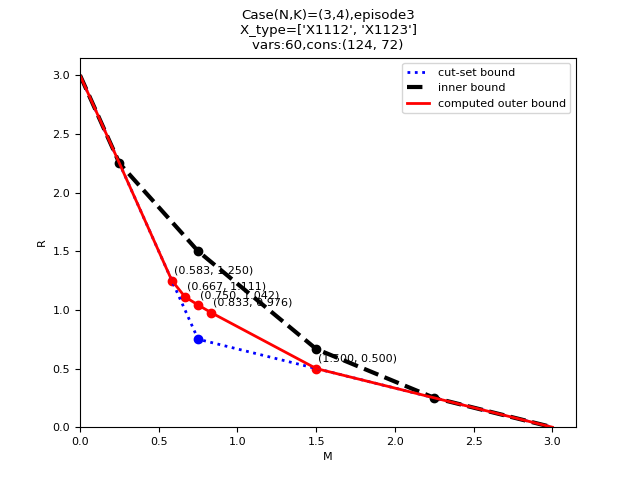 Case(N,K)=(3,4),episode3
X_type=['X1112', 'X1123']
vars:60,cons:(124, 72)
cut-set bound
inner bound
computed outer bound
3.0
2.5
2.0
1.5
1.0
0.5
0.0
R
(0.583, 1.250)
(0.667, 1.111)
(0.750, 1.042)
(0.833, 0.976)
(1.500, 0.500)
0.0 0.5 1.0 1.5 2.0 2.5 3.0
M